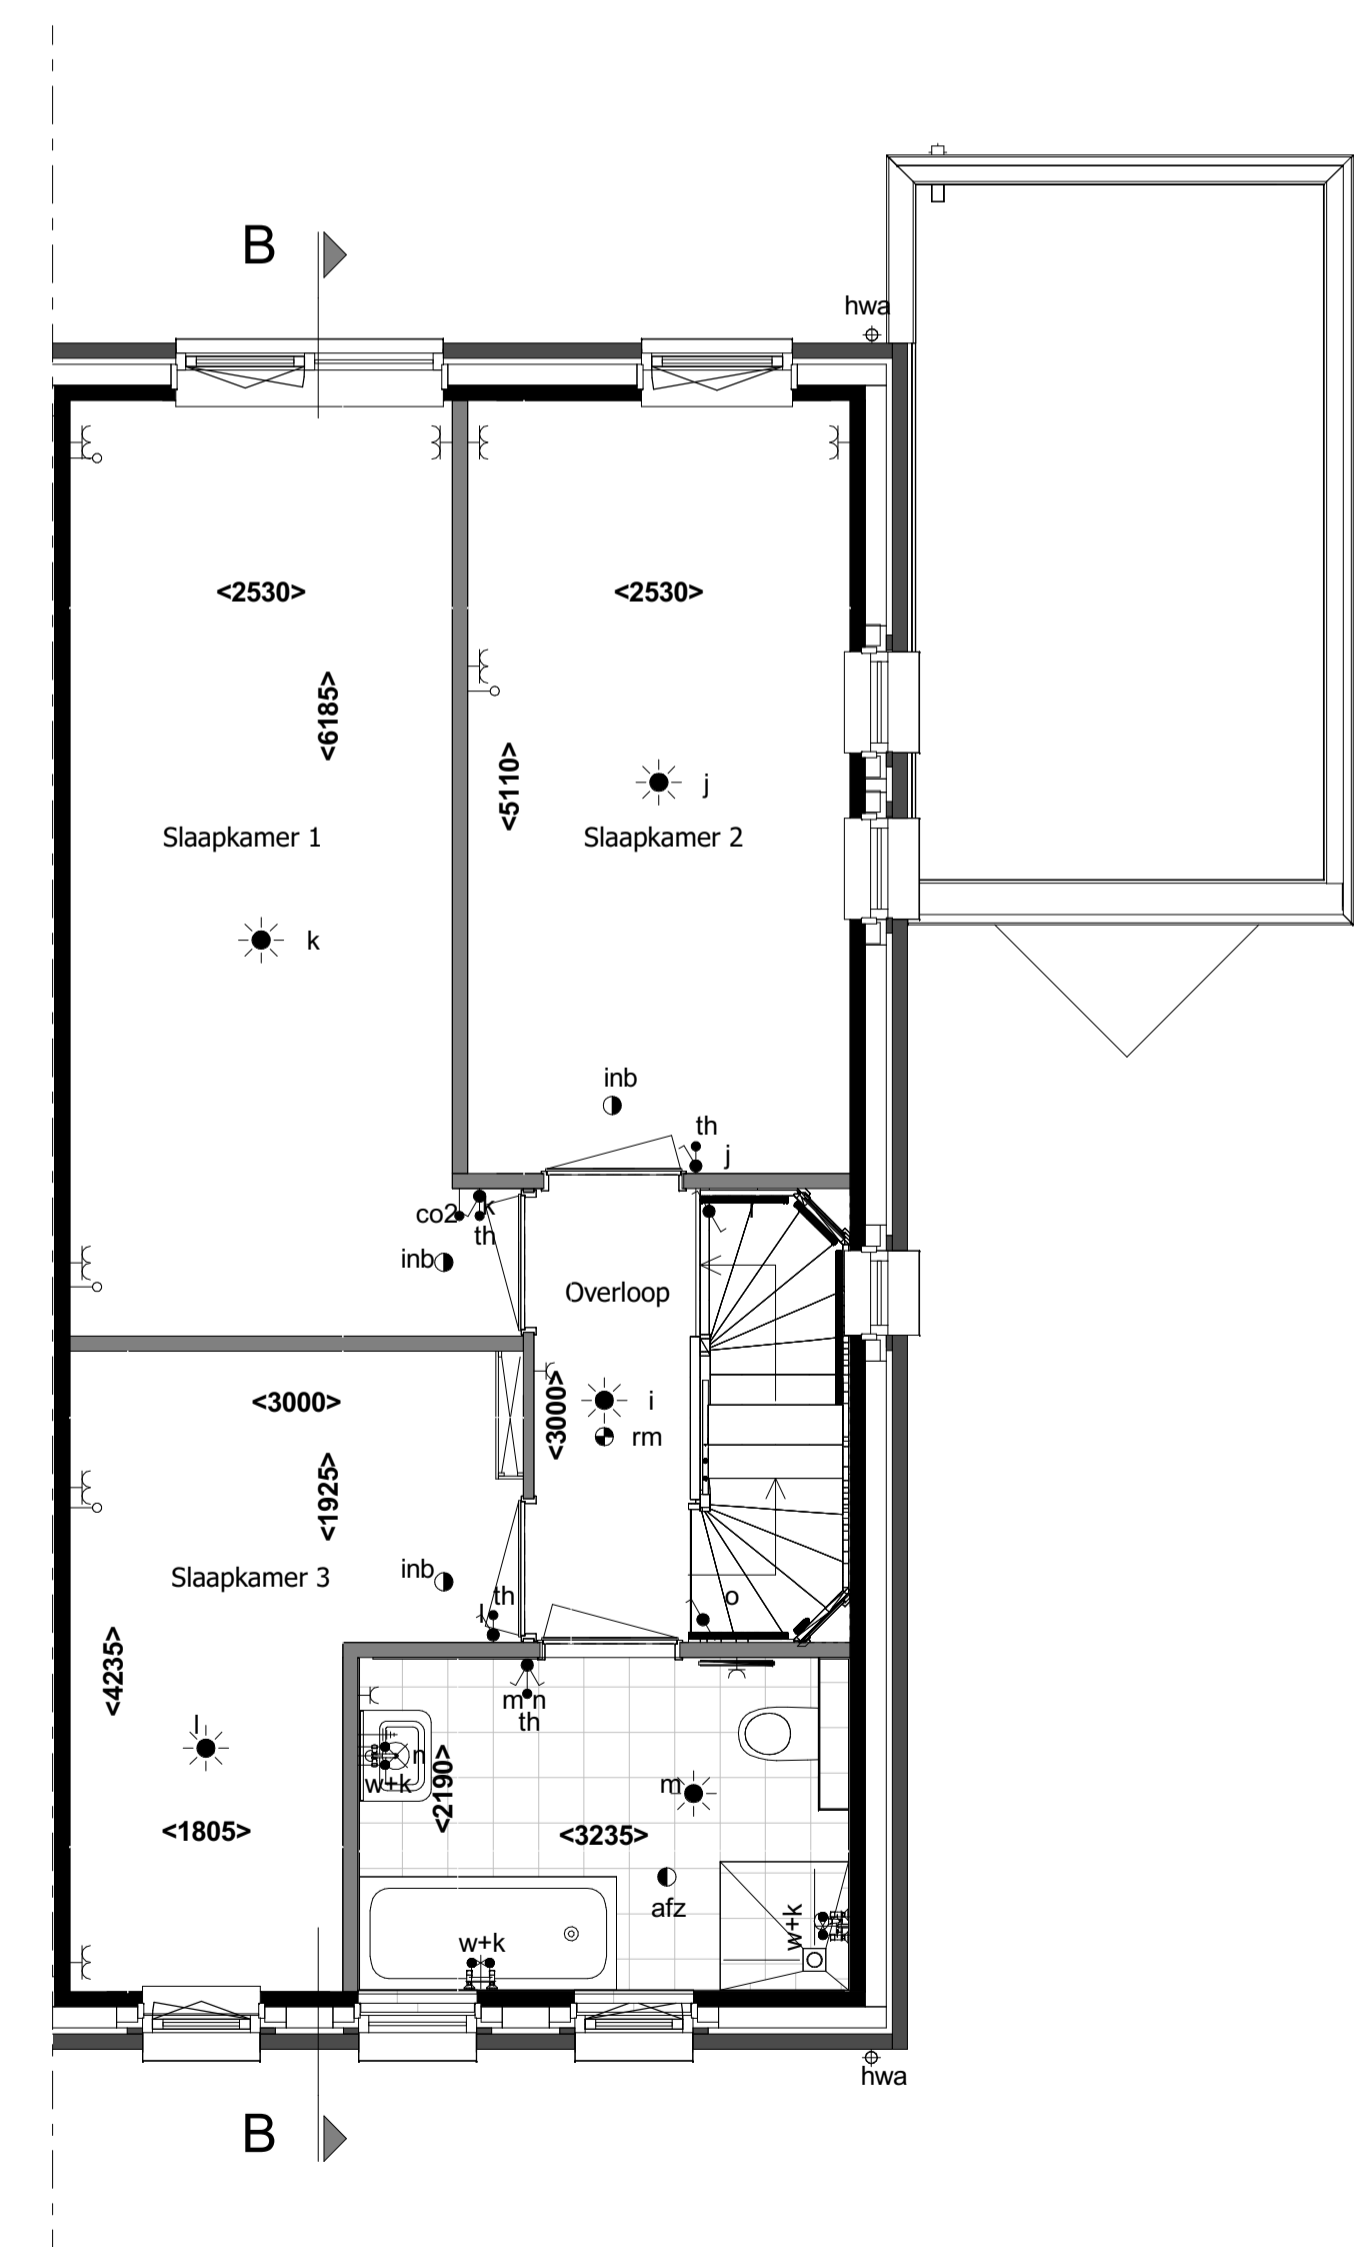 B
hwa
<2530>
<2530>
<6185>
<5110>
j
Slaapkamer 1
Slaapkamer 2
k
inb
th
j
co2
k
th
inb
Overloop
<3000>
<3000>
i
rm
<1925>
inb
Slaapkamer 3
th
l
o
<4235>
m n
th
l
n
w+k
<2190>
m
<1805>
<3235>
afz
w+k
w+k
hwa
B